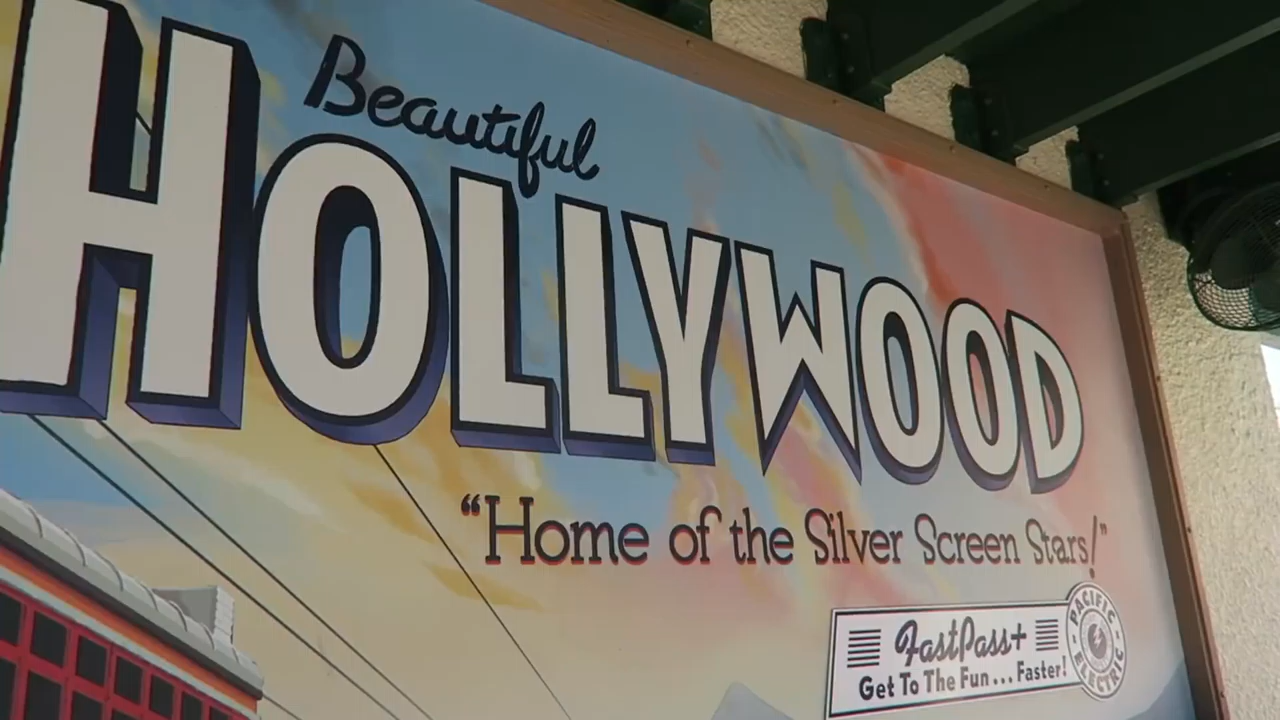 Beautiful
HOLLYWOOD
“Home of the Silver Screen Stars!”
FastPass+
Get To The Fun... Faster!
PACIFIC
ELECTRIC